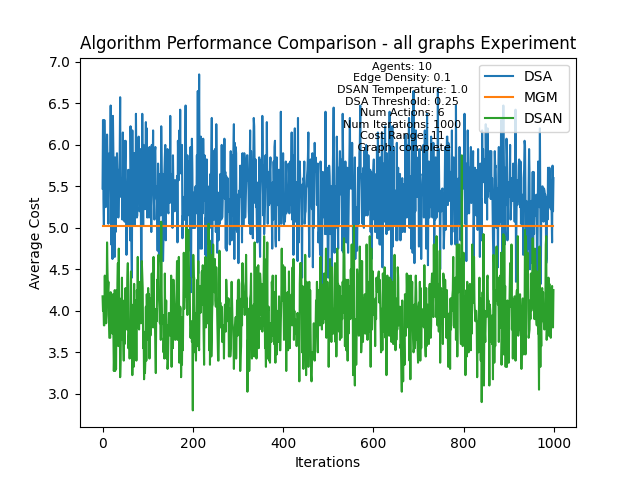 Algorithm Performance Comparison - all graphs Experiment
Agents: 10
Edge Density: 0.1
DSAN Temperature: 1.0
DSA Threshold: 0.25
Num Actions: 6
Num Iterations: 1000
Cost Range: 11
Graph: complete
DSA
MGM
DSAN
Average Cost
7.0
6.5
6.0
5.5
5.0
4.5
4.0
3.5
3.0
0
200
400
600
800
1000
Iterations